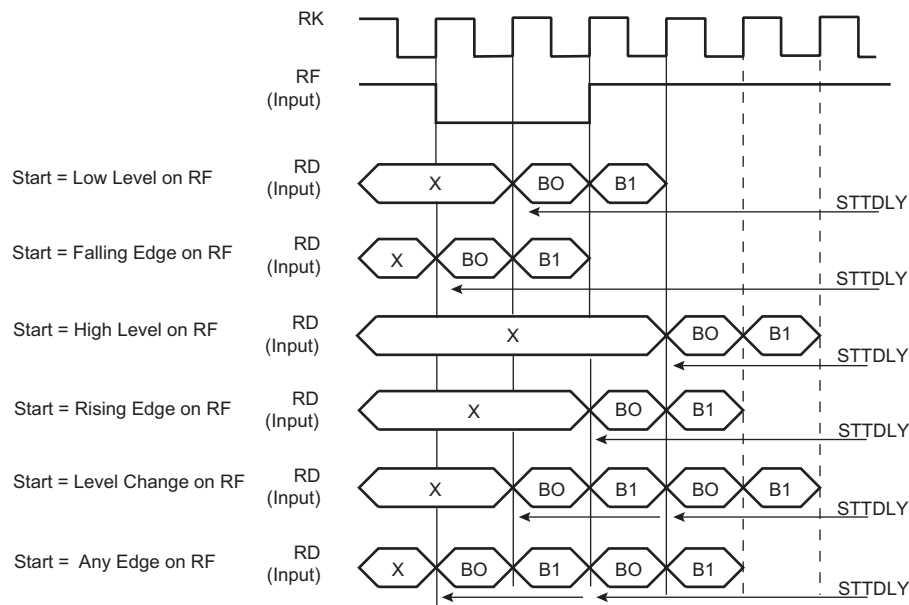 RK
RF
(Input)
Start = Low Level on RF
RD
(Input)
X
BO
B1
STTDLY
Start = Falling Edge on RF
RD
(Input)
X
BO
B1
STTDLY
Start = High Level on RF
RD
(Input)
X
BO
B1
STTDLY
Start = Rising Edge on RF
RD
(Input)
X
BO
B1
STTDLY
Start = Level Change on RF
RD
(Input)
X
BO
B1
BO
B1
STTDLY
Start = Any Edge on RF
RD
(Input)
X
BO
B1
BO
B1
STTDLY